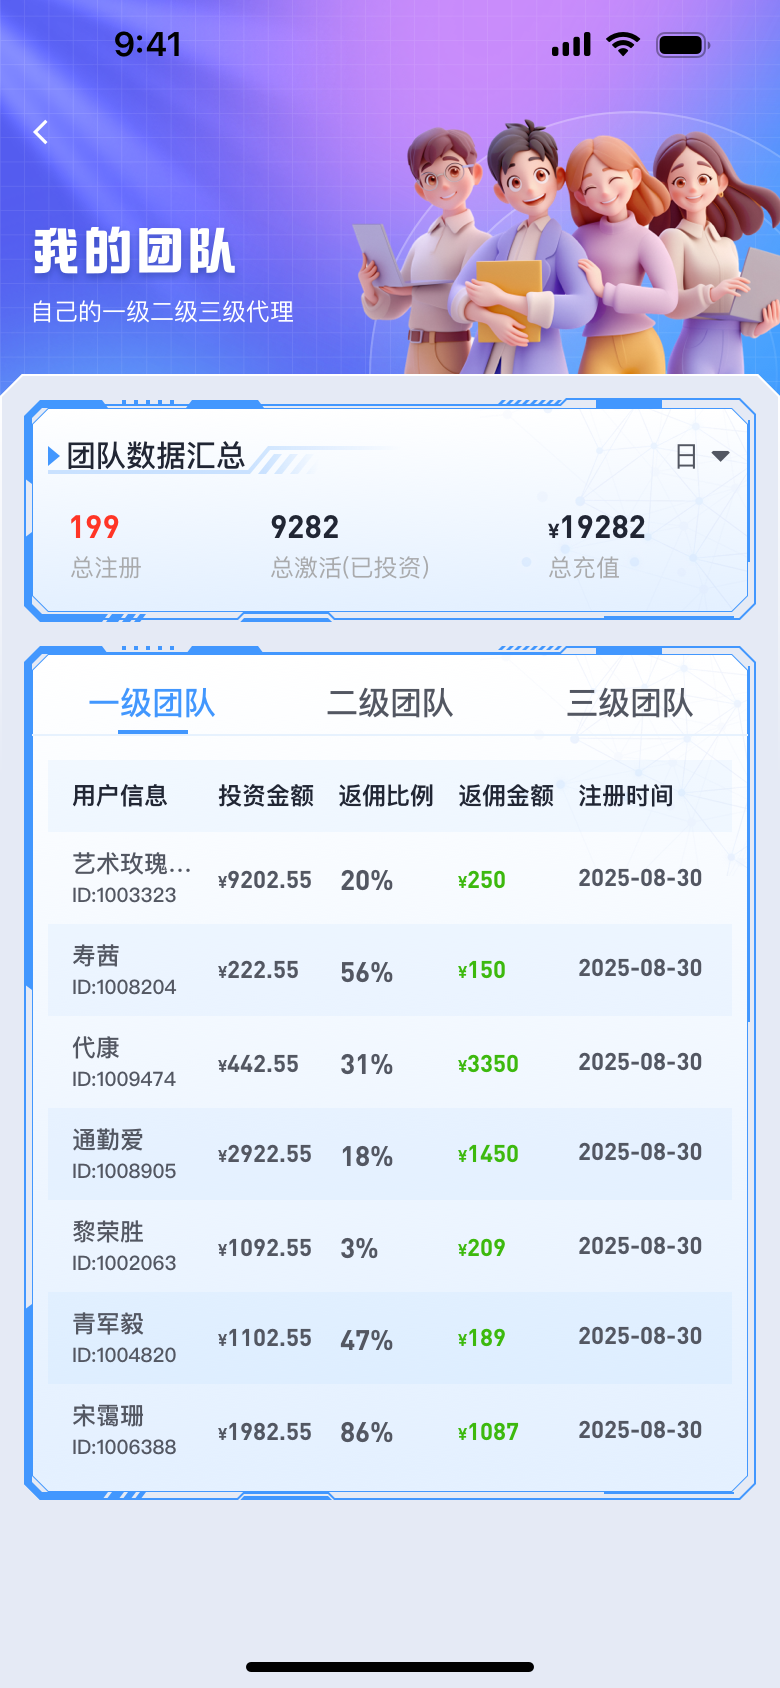 9:41
我的团队
自己的一级二级三级代理
团队数据汇总 日
199 9282 ¥19282
总注册 总激活(已投资) 总充值
一级团队 二级团队 三级团队
用户信息 投资金额 返佣比例 返佣金额 注册时间
艺术玫瑰... ¥9202.55 20% ¥250 2025-08-30
ID:1003323
寿茜 ¥222.55 56% ¥150 2025-08-30
ID:1008204
代康 ¥442.55 31% ¥3350 2025-08-30
ID:1009474
通勤爱 ¥2922.55 18% ¥1450 2025-08-30
ID:1008905
黎荣胜 ¥1092.55 3% ¥209 2025-08-30
ID:1002063
青军毅 ¥1102.55 47% ¥189 2025-08-30
ID:1004820
宋霭珊 ¥1982.55 86% ¥1087 2025-08-30
ID:1006388